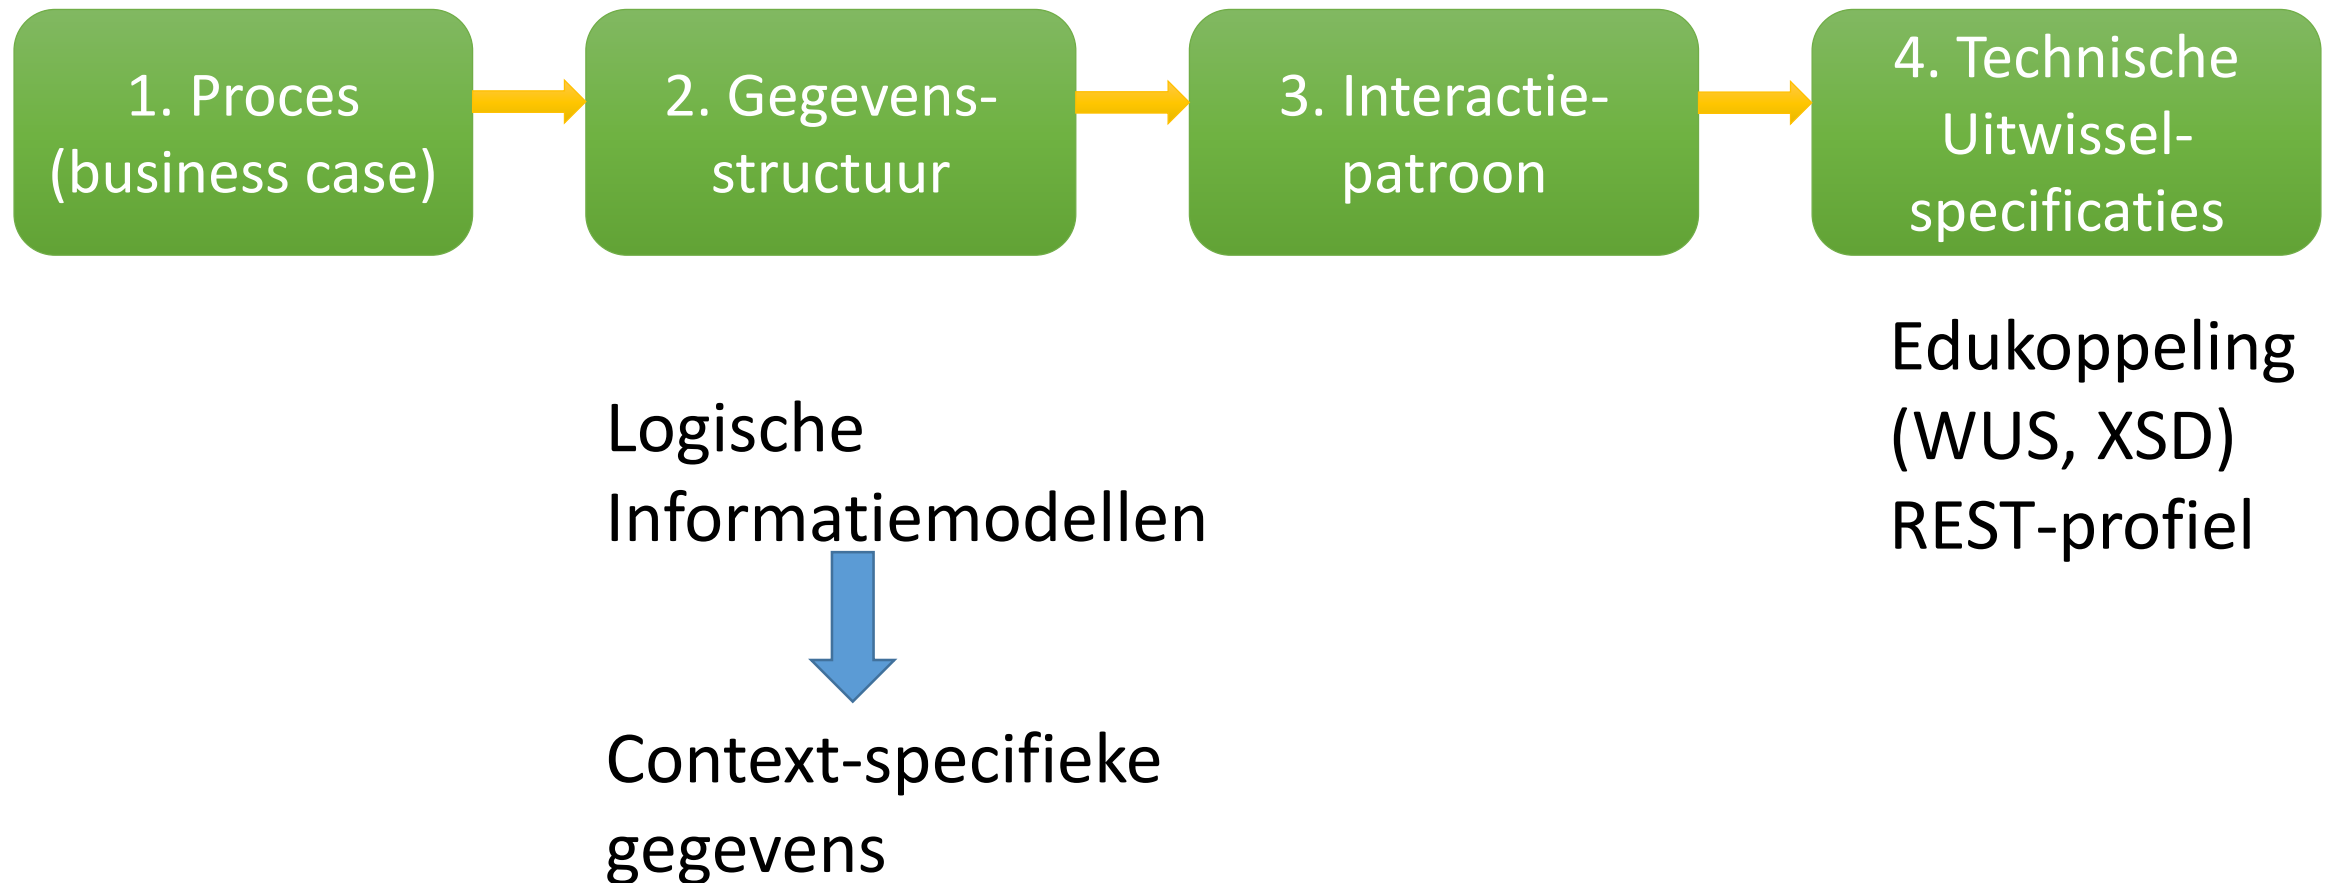 1. Proces
(business case)
2. Gegevens-
structuur
3. Interactie-
patroon
4. Technische
Uitwissel-
specificaties
Logische
Informatiemodellen
Context-specifieke
gegevens
Edukoppeling
(WUS, XSD)
REST-profiel